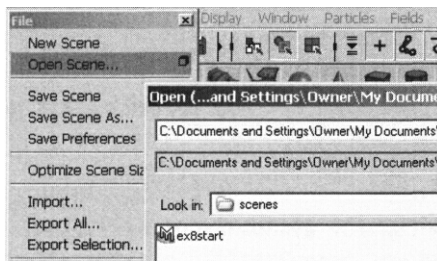 File
Display Window Particles Fields
New Scene
Open Scene...
Save Scene
Save Scene As...
Save Preferences
Optimize Scene Siz
Import...
Export All...
Export Selection...
Open (...and Settings\Owner\My Docume
C:\Documents and Settings\Owner\My Documents\
C:\Documents and Settings\Owner\My Documents\
Look in: scenes
ex8start